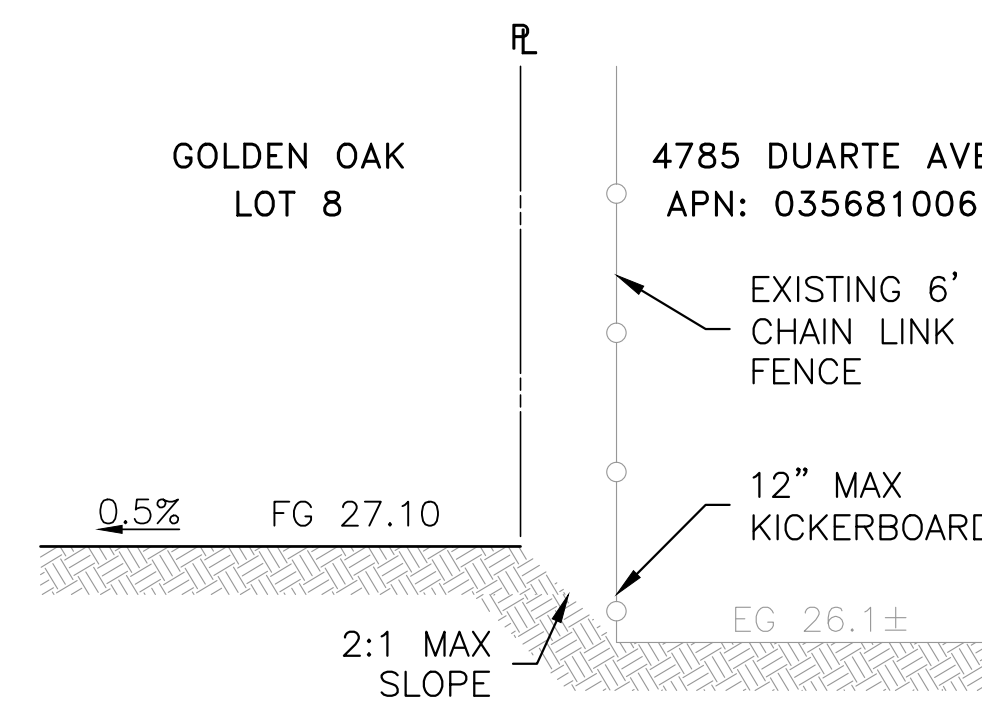 PL
GOLDEN OAK
LOT 8
4785 DUARTE AVE
APN: 035681006
EXISTING 6'
CHAIN LINK
FENCE
12" MAX
KICKERBOARD
0.5%
FG 27.10
EG 26.1±
2:1 MAX
SLOPE